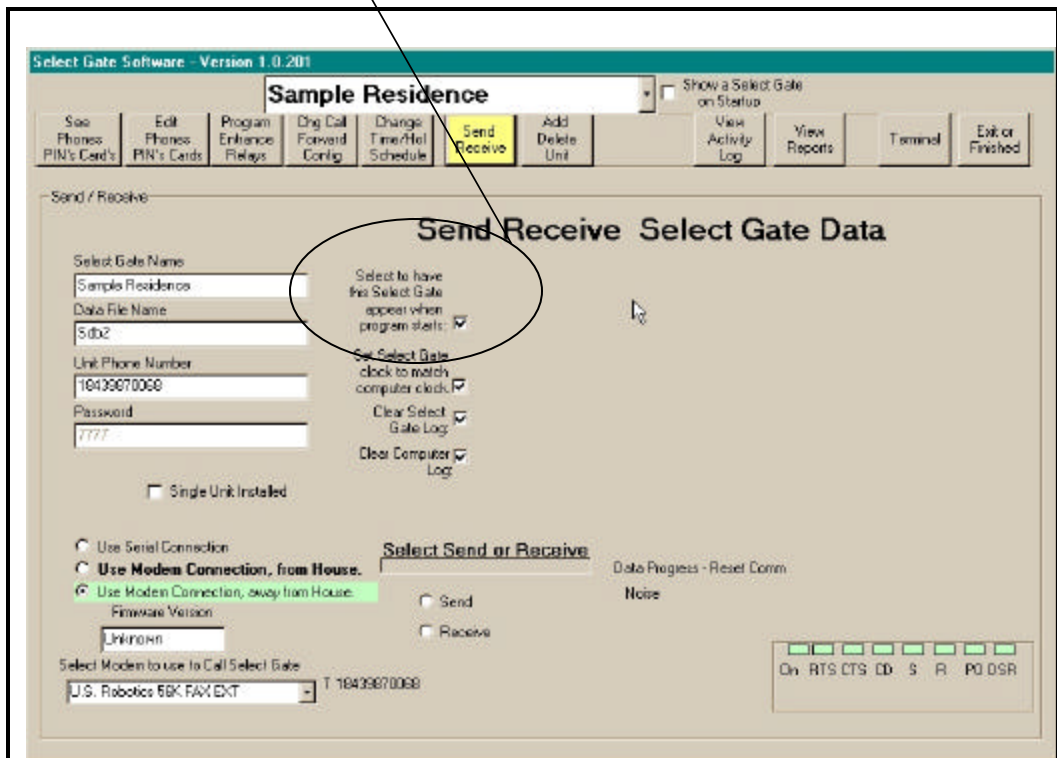 Select Gate Software - Version 1.0.201
Sample Residence
Show a Select Gate
on Startup
See
Phones
PIN's Card's
Edit
Phones
PIN's Cards
Program
Entrance
Relays
Chg Call
Forward
Config
Change
Time/Hol
Schedule
Send
Receive
Add
Delete
Unit
View
Activity
Log
View
Reports
Terminal
Exit or
Finished
Send / Receive
Send Receive Select Gate Data
Select Gate Name
Sample Residence
Data File Name
Sdb2
Unit Phone Number
18439870068
Password
7777
Single Unit Installed
Select to have
this Select Gate
appear when
program starts:
Set Select Gate
clock to match
computer clock.
Clear Select
Gate Log:
Clear Computer
Log:
Use Serial Connection
Use Modem Connection, from House.
Use Modem Connection, away from House.
Firmware Version
Unknown
Select Modem to use to Call Select Gate
U.S. Robotics 56K FAX EXT
T 18439870068
Select Send or Receive
Send
Receive
Data Progress - Reset Comm
Noise
On RTS CTS CD S R PO DSR